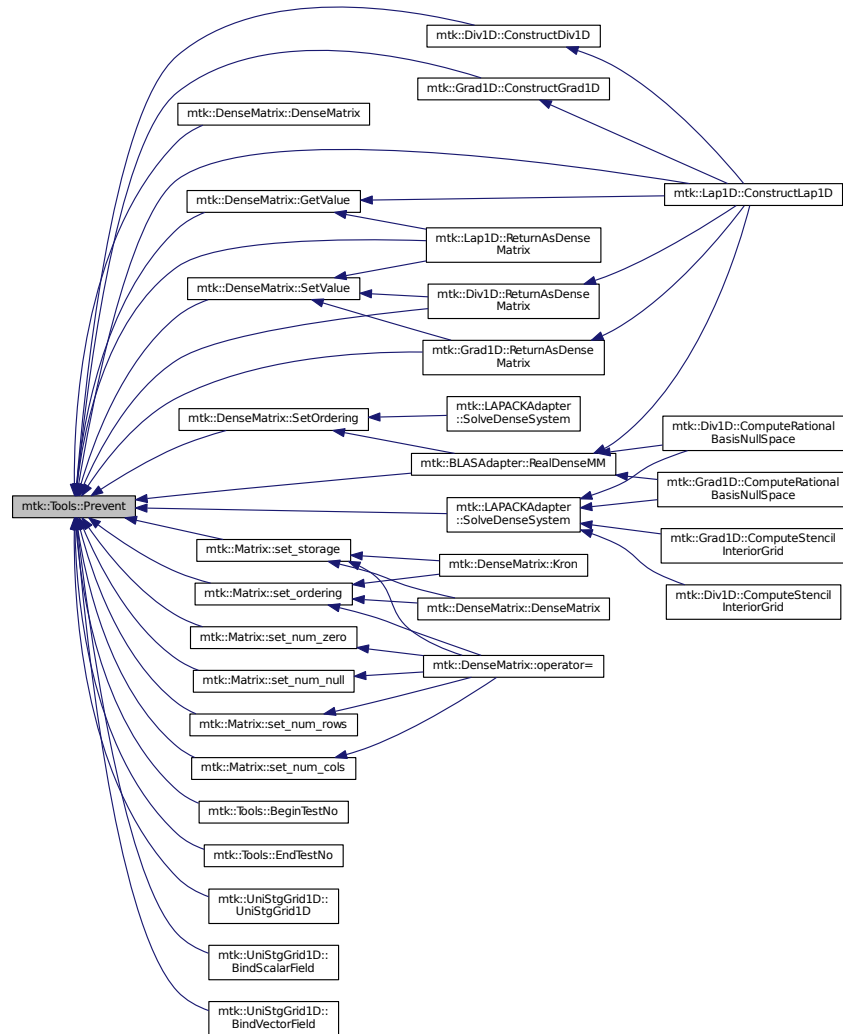 mtk::Div1D::ConstructDiv1D
mtk::Grad1D::ConstructGrad1D
mtk::DenseMatrix::DenseMatrix
mtk::Lap1D::ConstructLap1D
mtk::DenseMatrix::GetValue
mtk::Lap1D::ReturnAsDense
Matrix
mtk::DenseMatrix::SetValue
mtk::Div1D::ReturnAsDense
Matrix
mtk::Grad1D::ReturnAsDense
Matrix
mtk::LAPACKAdapter
::SolveDenseSystem
mtk::DenseMatrix::SetOrdering
mtk::Div1D::ComputeRational
BasisNullSpace
mtk::BLASAdapter::RealDenseMM
mtk::Grad1D::ComputeRational
BasisNullSpace
mtk::Tools::Prevent
mtk::LAPACKAdapter
::SolveDenseSystem
mtk::Grad1D::ComputeStencil
InteriorGrid
mtk::Matrix::set_storage
mtk::DenseMatrix::Kron
mtk::Div1D::ComputeStencil
InteriorGrid
mtk::Matrix::set_ordering
mtk::DenseMatrix::DenseMatrix
mtk::Matrix::set_num_zero
mtk::DenseMatrix::operator=
mtk::Matrix::set_num_null
mtk::Matrix::set_num_rows
mtk::Matrix::set_num_cols
mtk::Tools::BeginTestNo
mtk::Tools::EndTestNo
mtk::UniStgGrid1D::
UniStgGrid1D
mtk::UniStgGrid1D::
BindScalarField
mtk::UniStgGrid1D::
BindVectorField